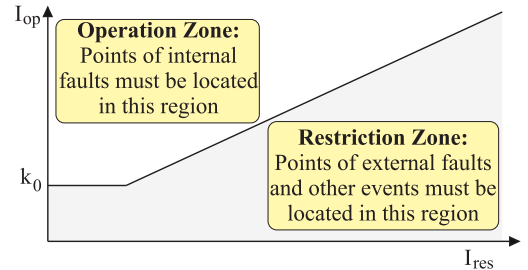 Iop
Operation Zone:
Points of internal
faults must be located
in this region
Restriction Zone:
Points of external faults
and other events must be
located in this region
k0
Ires